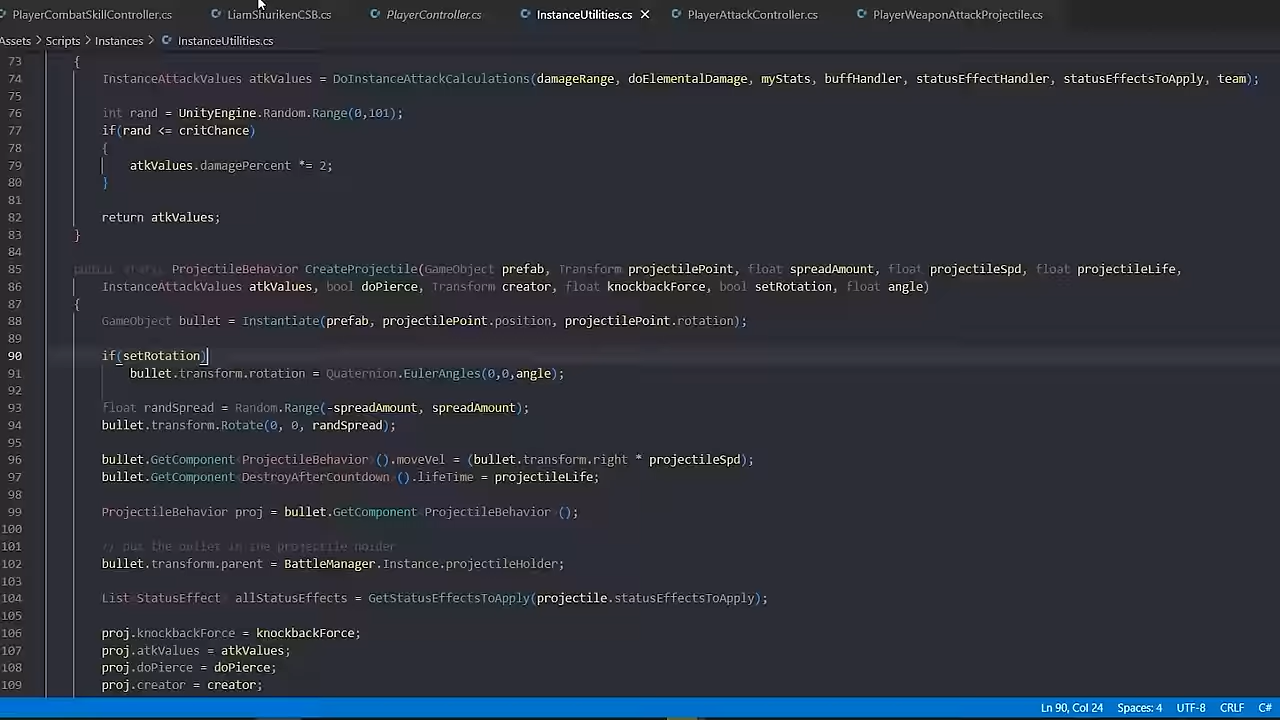 PlayerCombatSkillController.cs LiamShurikenCSB.cs PlayerController.cs InstanceUtilities.cs PlayerAttackController.cs PlayerWeaponAttackProjectile.cs
Assets > Scripts > Instances > InstanceUtilities.cs
73 {
74 InstanceAttackValues atkValues = DoInstanceAttackCalculations(damageRange, doElementalDamage, myStats, buffHandler, statusEffectHandler, statusEffectsToApply, team);
75
76 int rand = UnityEngine.Random.Range(0,101);
77 if(rand <= critChance)
78 {
79 atkValues.damagePercent *= 2;
80 }
81
82 return atkValues;
83 }
84
85 public static ProjectileBehavior CreateProjectile(GameObject prefab, Transform projectilePoint, float spreadAmount, float projectileSpd, float projectileLife,
86 InstanceAttackValues atkValues, bool doPierce, Transform creator, float knockbackForce, bool setRotation, float angle)
87 {
88 GameObject bullet = Instantiate(prefab, projectilePoint.position, projectilePoint.rotation);
89
90 if(setRotation)
91 bullet.transform.rotation = Quaternion.EulerAngles(0,0,angle);
92
93 float randSpread = Random.Range(-spreadAmount, spreadAmount);
94 bullet.transform.Rotate(0, 0, randSpread);
95
96 bullet.GetComponent ProjectileBehavior ().moveVel = (bullet.transform.right * projectileSpd);
97 bullet.GetComponent DestroyAfterCountdown ().lifeTime = projectileLife;
98
99 ProjectileBehavior proj = bullet.GetComponent ProjectileBehavior ();
100
101 // put the bullet in the projectile holder
102 bullet.transform.parent = BattleManager.Instance.projectileHolder;
103
104 List StatusEffect allStatusEffects = GetStatusEffectsToApply(projectile.statusEffectsToApply);
105
106 proj.knockbackForce = knockbackForce;
107 proj.atkValues = atkValues;
108 proj.doPierce = doPierce;
109 proj.creator = creator;
Ln 90, Col 24 Spaces: 4 UTF-8 CRLF C#